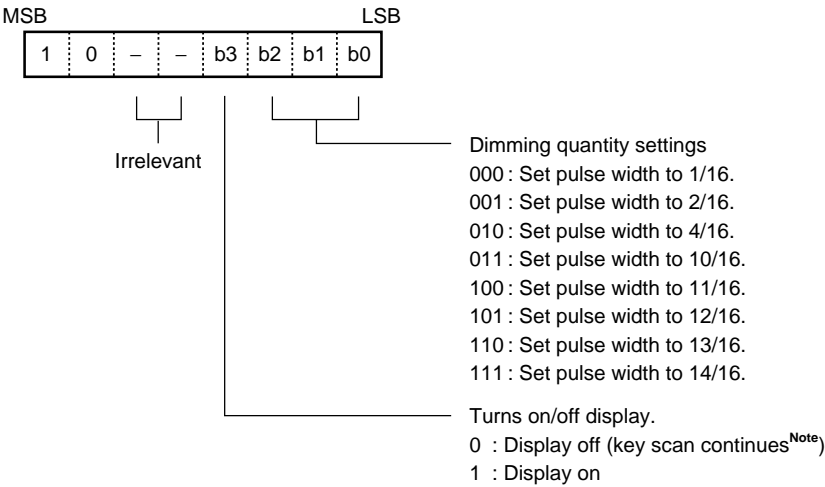 MSB LSB
1 0 – – b3 b2 b1 b0
Irrelevant
Dimming quantity settings
000 : Set pulse width to 1/16.
001 : Set pulse width to 2/16.
010 : Set pulse width to 4/16.
011 : Set pulse width to 10/16.
100 : Set pulse width to 11/16.
101 : Set pulse width to 12/16.
110 : Set pulse width to 13/16.
111 : Set pulse width to 14/16.
Turns on/off display.
0 : Display off (key scan continuesNote)
1 : Display on